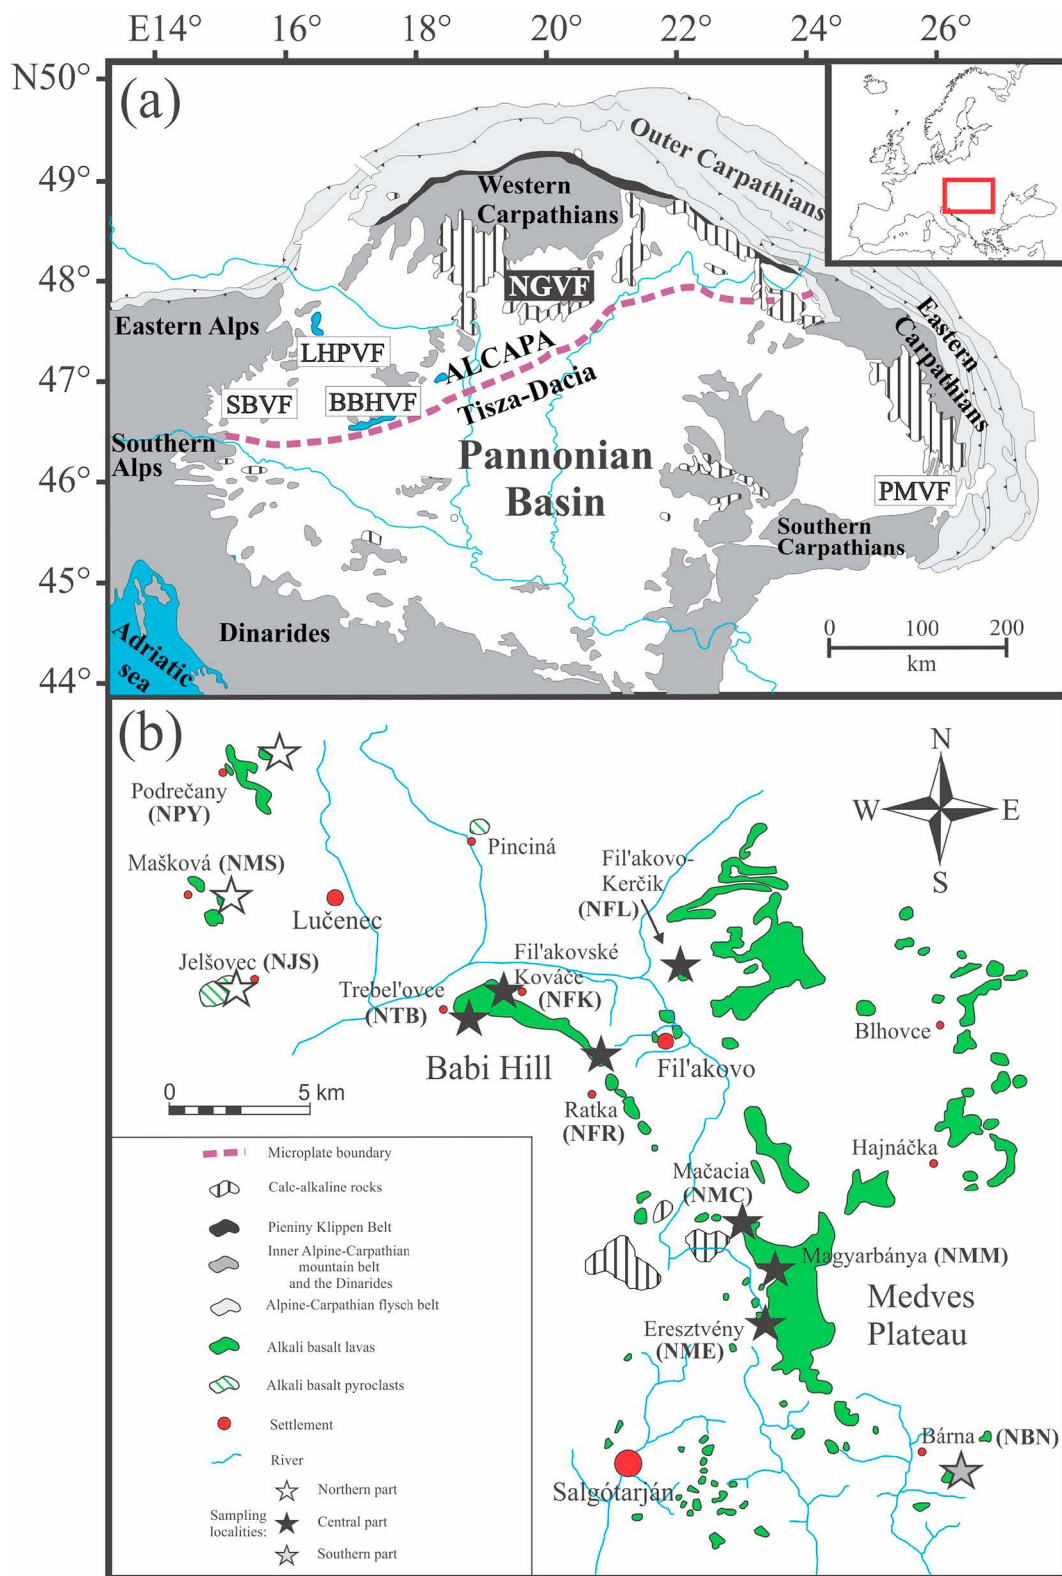 E14° 16° 18° 20° 22° 24° 26°
N50°
(a)
49°
48°
47°
46°
45°
44°
Outer Carpathians
Western
Carpathians
NGVF
Eastern Alps
LHPVF
ALCAPA
Tisza-Dacia
SBVF
BBHVF
Eastern
Carpathians
Southern
Alps
Pannonian
Basin
PMVF
Southern
Carpathians
Dinarides
Adriatic
sea
0 100 200
km
(b)
N
W E
S
Podrečany
(NPY)
Pinciná
Mašková (NMS)
Fil'akovo-
Kerčik
(NFL)
Lučenec
Jelšovec (NJS)
Fil'akovské
Kováče
(NFK)
Trebel'ovce
(NTB)
Blhovce
Babi Hill
Fil'akovo
0 5 km
Ratka
(NFR)
Hajnáčka
Mačacia
(NMC)
Magyarbánya (NMM)
Medves
Plateau
Eresztvény
(NME)
Bárna (NBN)
Salgótarján
Microplate boundary
Calc-alkaline rocks
Pieniny Klippen Belt
Inner Alpine-Carpathian
mountain belt
and the Dinarides
Alpine-Carpathian flysch belt
Alkali basalt lavas
Alkali basalt pyroclasts
Settlement
River
Northern part
Sampling
localities:
Central part
Southern part